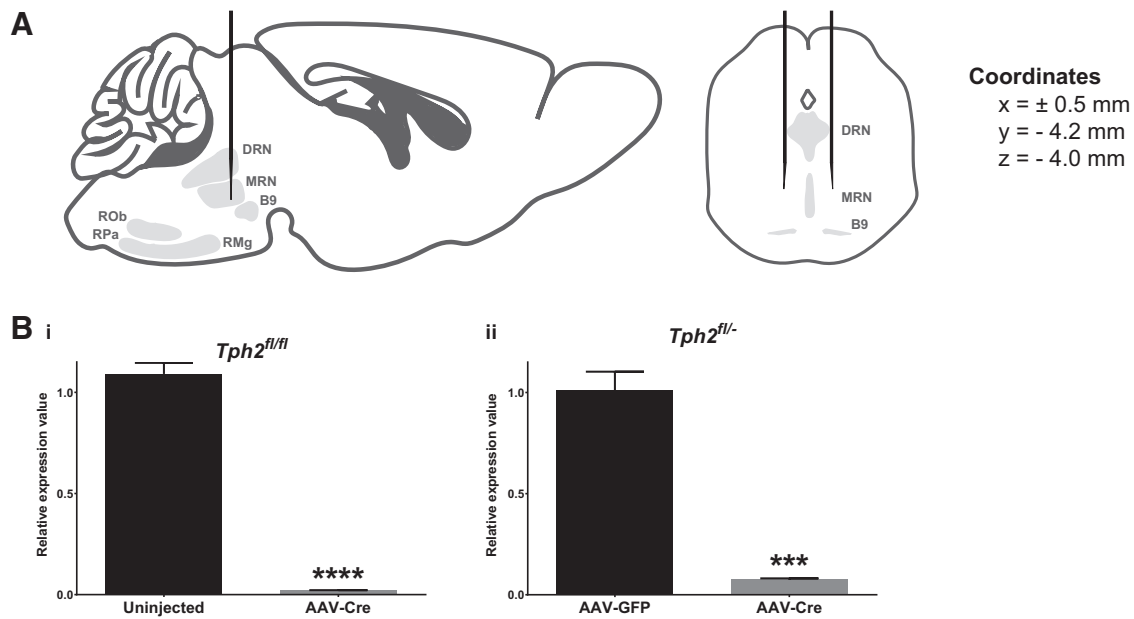 A
DRN
MRN
B9
ROb
RPa
RMg
DRN
MRN
B9
Coordinates
x = ± 0.5 mm
y = - 4.2 mm
z = - 4.0 mm
B i
Tph2fl/fl
Relative expression value
1.0
0.5
0.0
****
Uninjected
AAV-Cre
ii
Tph2fl/-
Relative expression value
1.0
0.5
0.0
***
AAV-GFP
AAV-Cre